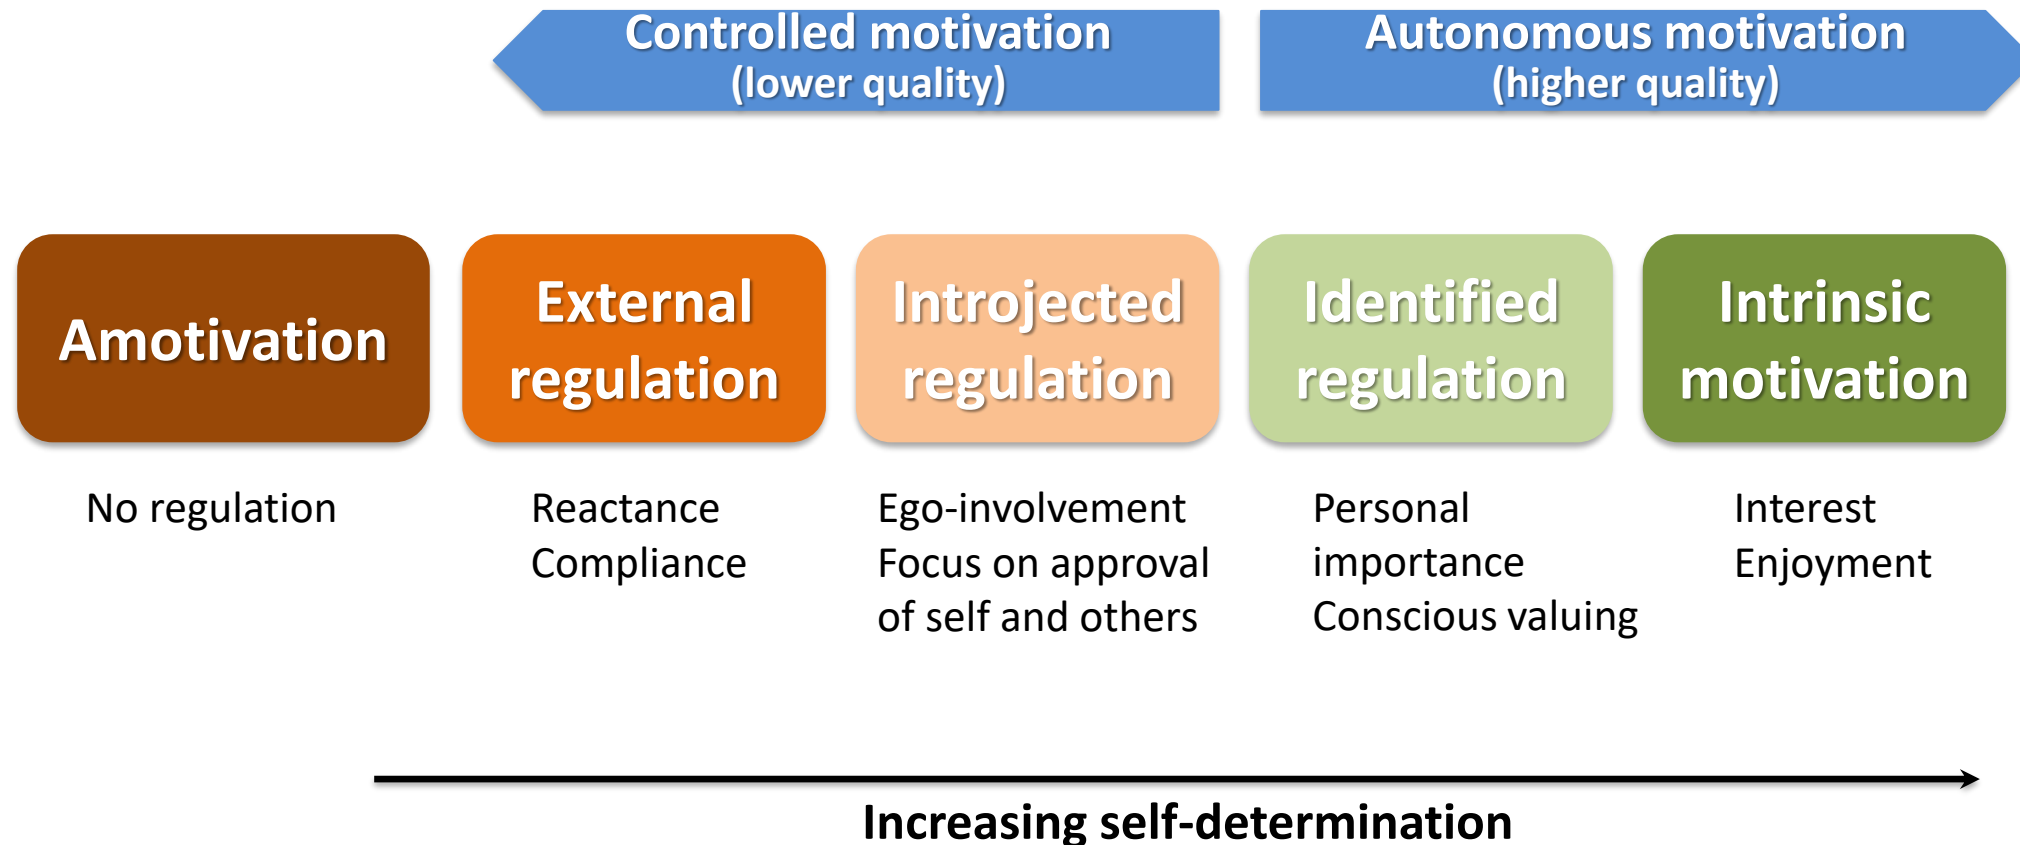 Controlled motivation
(lower quality)
Autonomous motivation
(higher quality)
Amotivation
External
regulation
Introjected
regulation
Identified
regulation
Intrinsic
motivation
No regulation
Reactance
Compliance
Ego-involvement
Focus on approval
of self and others
Personal
importance
Conscious valuing
Interest
Enjoyment
Increasing self-determination